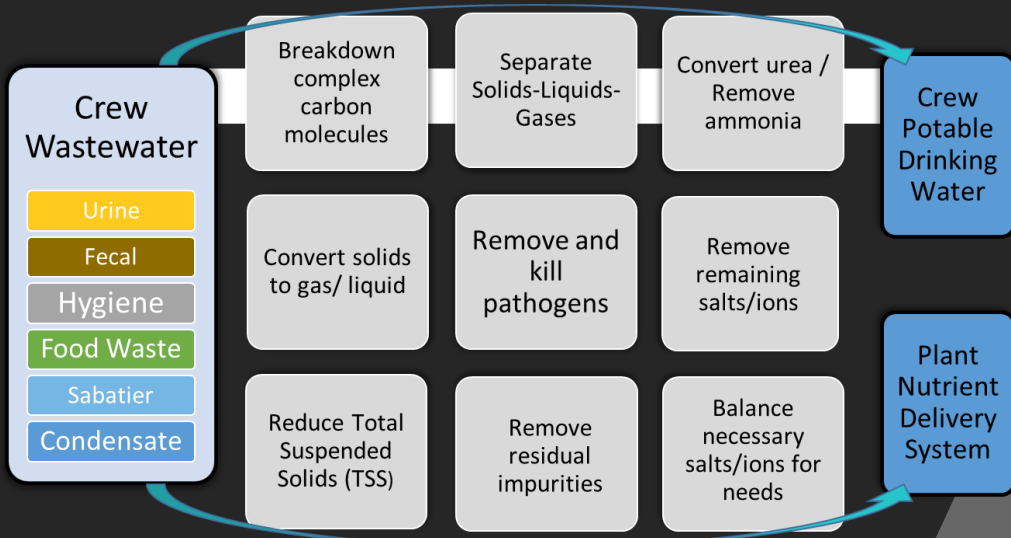 Crew
Wastewater
Urine
Fecal
Hygiene
Food Waste
Sabatier
Condensate
Breakdown
complex
carbon
molecules
Separate
Solids-Liquids-
Gases
Convert urea /
Remove
ammonia
Convert solids
to gas/ liquid
Remove and
kill
pathogens
Remove
remaining
salts/ions
Reduce Total
Suspended
Solids (TSS)
Remove
residual
impurities
Balance
necessary
salts/ions for
needs
Crew
Potable
Drinking
Water
Plant
Nutrient
Delivery
System